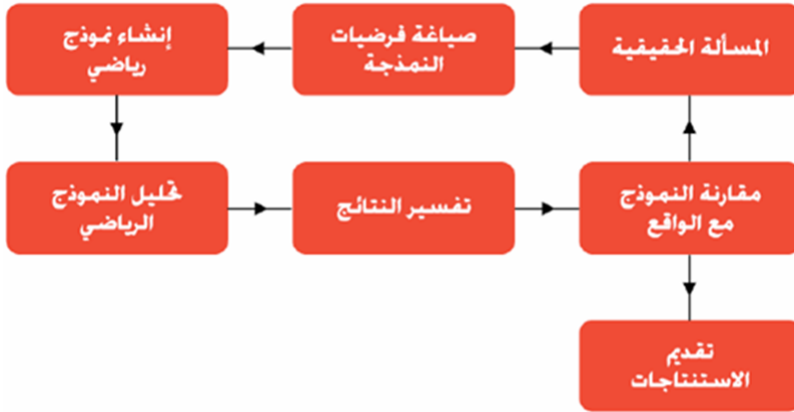 المسألة الحقيقية
صياغة فرضيات
النمذجة
إنشاء نموذج
رياضي
تحليل النموذج
الرياضي
تفسير النتائج
مقارنة النموذج
مع الواقع
تقديم
الاستنتاجات